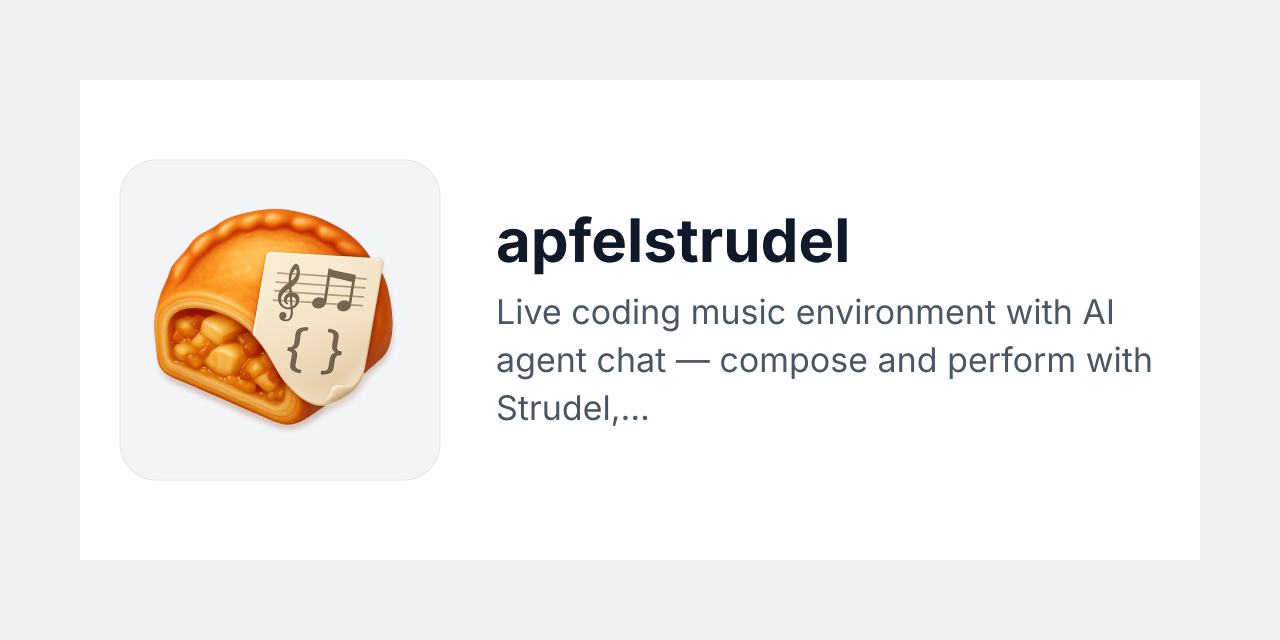 apfelstrudel
Live coding music environment with AI
agent chat — compose and perform with
Strudel,...
{ }